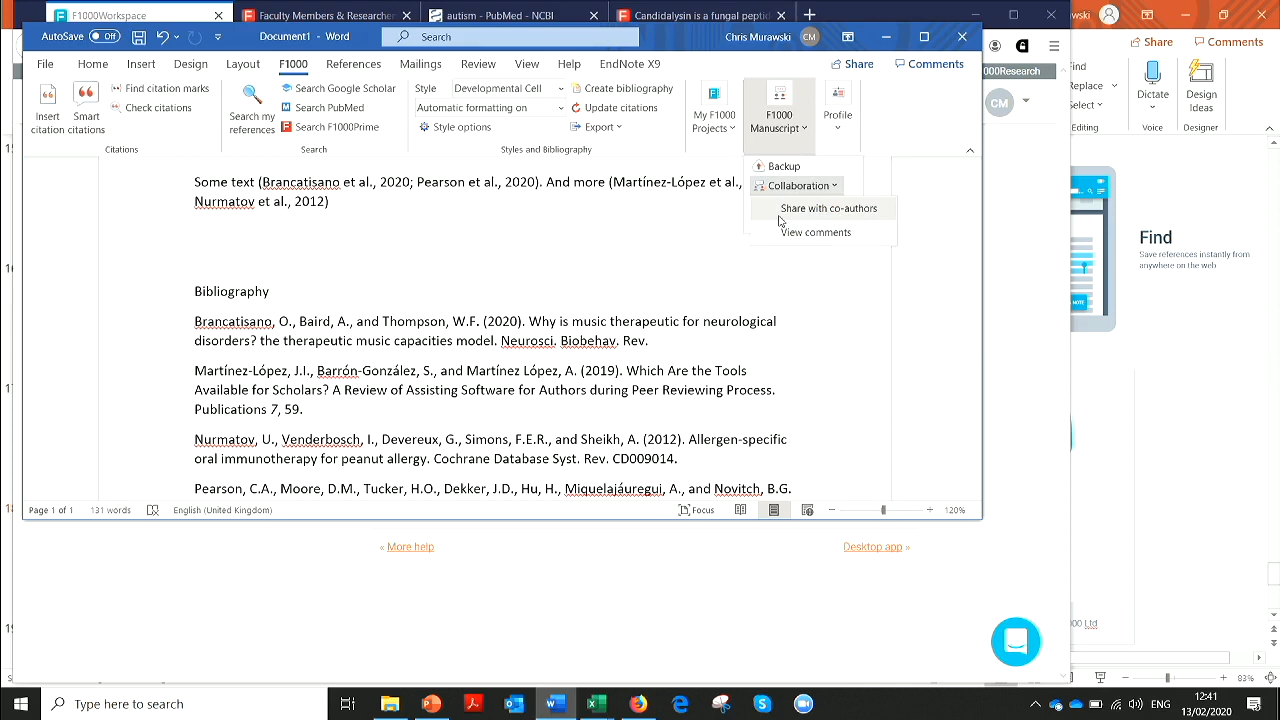 F1000Workspace
Faculty Members & Researcher
autism - PubMed - NCBI
Candidalysin is a fungal peptid
AutoSave Off
Document1 - Word
Search
Chris Murawski CM
File Home Insert Design Layout F1000 References Mailings Review View Help EndNote X9
Share Comments
Insert citation
Smart citations
Find citation marks
Check citations
Citations
Search my references
Search Google Scholar
Search PubMed
Search F1000Prime
Search
Style Developmental Cell
Automatic formatting on
Style options
Create bibliography
Update citations
Export
Styles and Bibliography
My F1000 Projects
F1000 Manuscript
Profile
Backup
Collaboration
Share with co-authors
View comments
Some text (Brancatisano et al., 2020; Pearson et al., 2020). And more (Martínez-López et al.,
Nurmatov et al., 2012)
Bibliography
Brancatisano, O., Baird, A., and Thompson, W.F. (2020). Why is music therapeutic for neurological
disorders? the therapeutic music capacities model. Neurosci. Biobehav. Rev.
Martínez-López, J.I., Barrón-González, S., and Martínez López, A. (2019). Which Are the Tools
Available for Scholars? A Review of Assisting Software for Authors during Peer Reviewing Process.
Publications 7, 59.
Nurmatov, U., Venderbosch, I., Devereux, G., Simons, F.E.R., and Sheikh, A. (2012). Allergen-specific
oral immunotherapy for peanut allergy. Cochrane Database Syst. Rev. CD009014.
Pearson, C.A., Moore, D.M., Tucker, H.O., Dekker, J.D., Hu, H., Miquelajáuregui, A., and Novitch, B.G.
Page 1 of 1 131 words English (United Kingdom)
Focus
120%
« More help
Desktop app »
ski
Share Comments
000Research
CM
Find
Replace
Select
Editing
Dictate
Voice
Design Ideas
Designer
NOTE
Find
Save references instantly from
anywhere on the web
00 Ltd
83%
Type here to search
12:41
13/02/2020